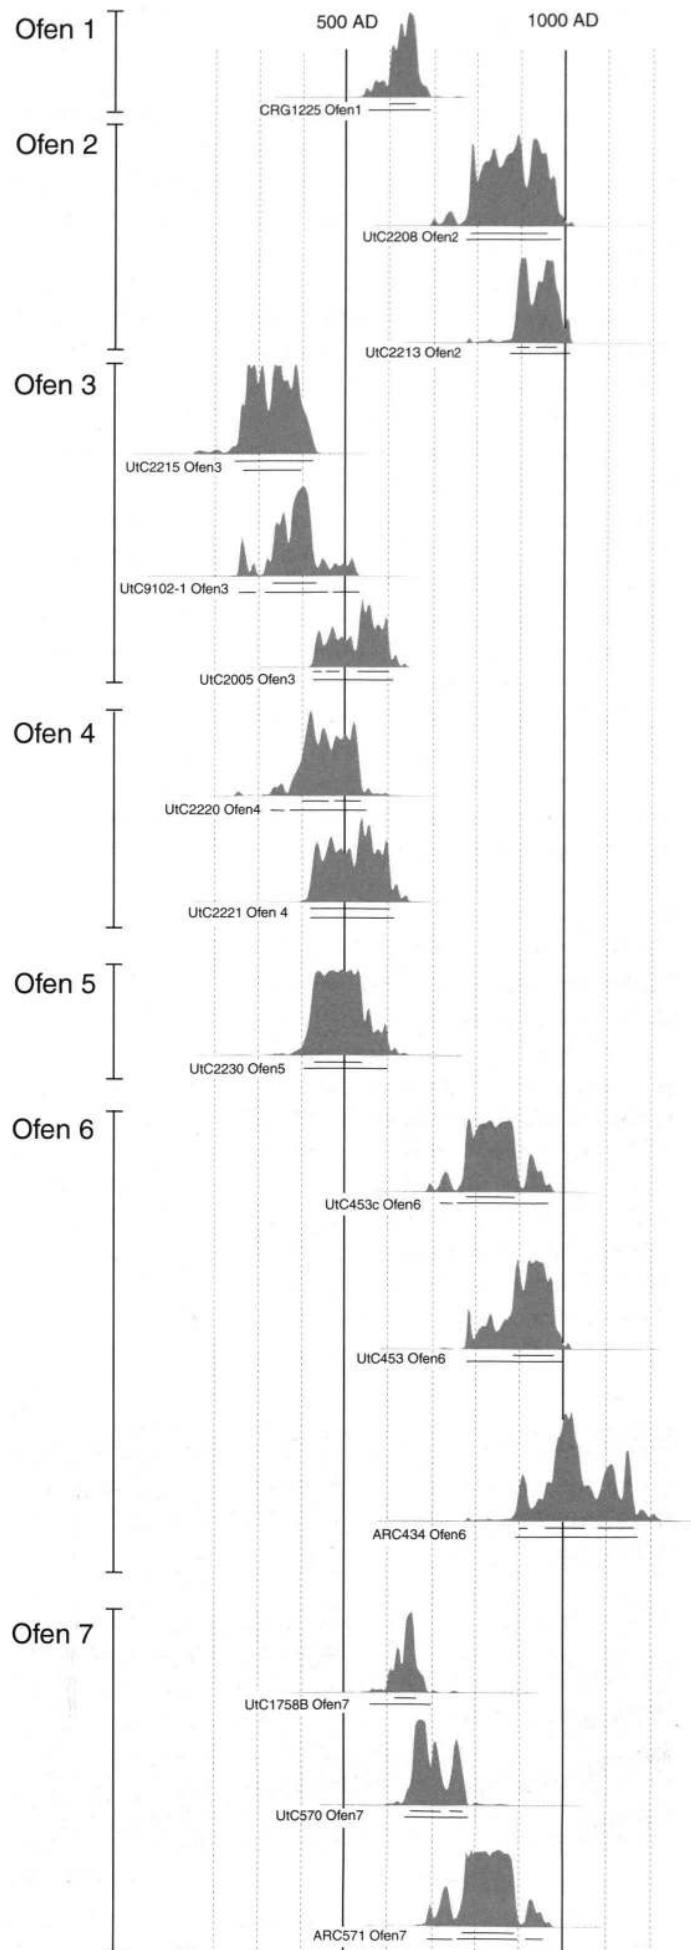 500 AD 1000 AD
Ofen 1
CRG1225 Ofen1
Ofen 2
UtC2208 Ofen2
UtC2213 Ofen2
Ofen 3
UtC2215 Ofen3
UtC9102-1 Ofen3
UtC2005 Ofen3
Ofen 4
UtC2220 Ofen4
UtC2221 Ofen 4
Ofen 5
UtC2230 Ofen5
Ofen 6
UtC453c Ofen6
UtC453 Ofen6
ARC434 Ofen6
Ofen 7
UtC1758B Ofen7
UtC570 Ofen7
ARC571 Ofen7